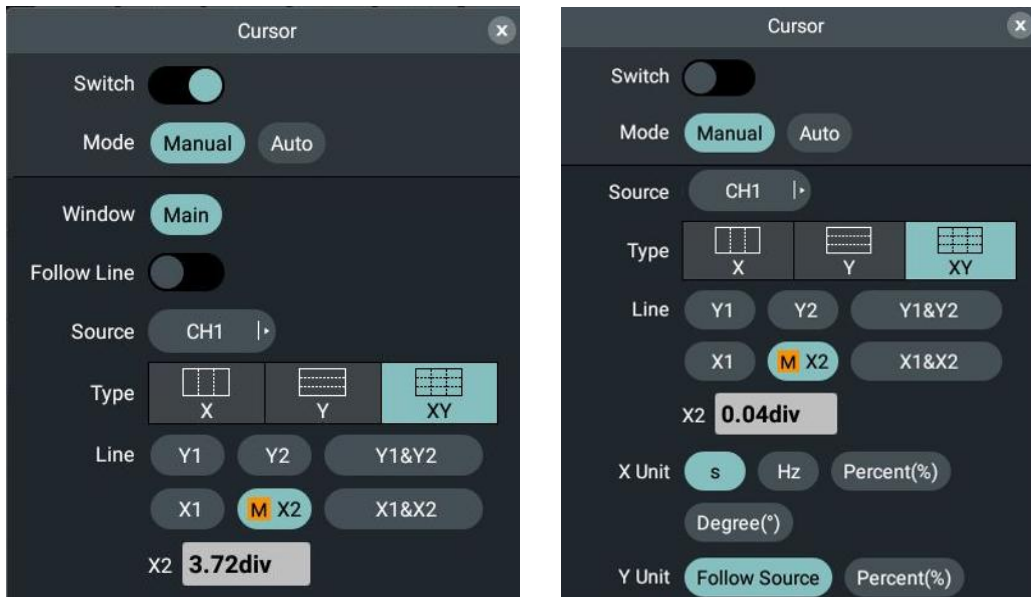 Cursor x
Switch
Mode Manual Auto
Window Main
Follow Line
Source CH1
Type X Y XY
Line Y1 Y2 Y1&Y2
X1 M X2 X1&X2
X2 3.72div
Cursor x
Switch
Mode Manual Auto
Source CH1
Type X Y XY
Line Y1 Y2 Y1&Y2
X1 M X2 X1&X2
X2 0.04div
X Unit s Hz Percent(%)
Degree(°)
Y Unit Follow Source Percent(%)